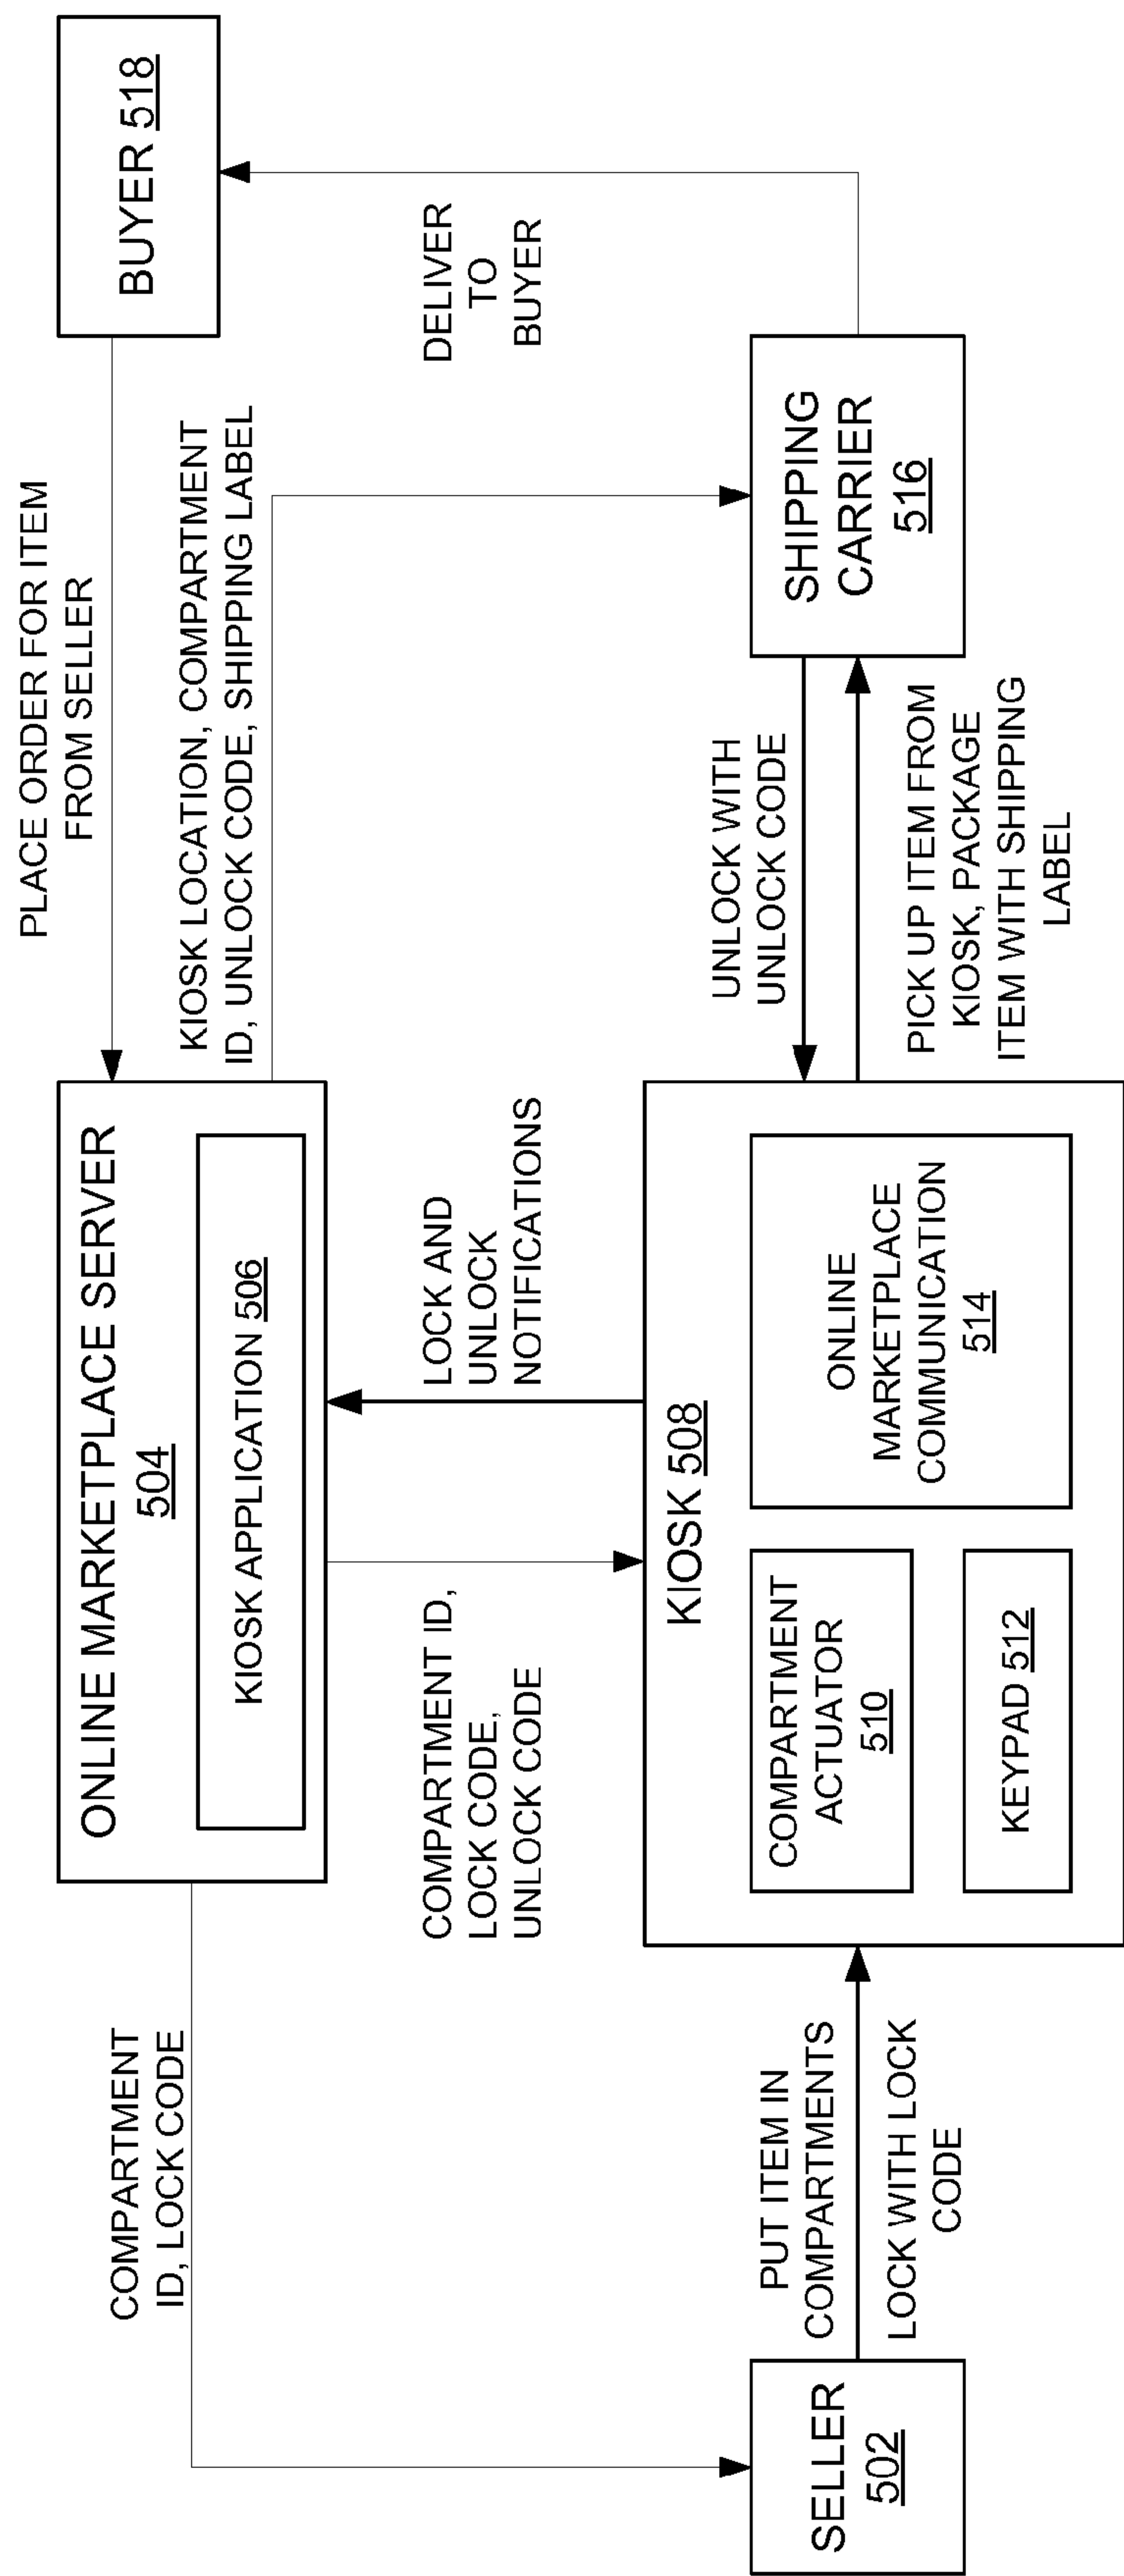 PLACE ORDER FOR ITEM
FROM SELLER
BUYER 518
ONLINE MARKETPLACE SERVER
504
KIOSK APPLICATION 506
COMPARTMENT
ID, LOCK CODE
KIOSK LOCATION, COMPARTMENT
ID, UNLOCK CODE, SHIPPING LABEL
COMPARTMENT ID,
LOCK CODE,
UNLOCK CODE
LOCK AND
UNLOCK
NOTIFICATIONS
DELIVER
TO
BUYER
SELLER
502
PUT ITEM IN
COMPARTMENTS
LOCK WITH LOCK
CODE
KIOSK 508
COMPARTMENT
ACTUATOR
510
KEYPAD 512
ONLINE
MARKETPLACE
COMMUNICATION
514
UNLOCK WITH
UNLOCK CODE
PICK UP ITEM FROM
KIOSK, PACKAGE
ITEM WITH SHIPPING
LABEL
SHIPPING
CARRIER
516